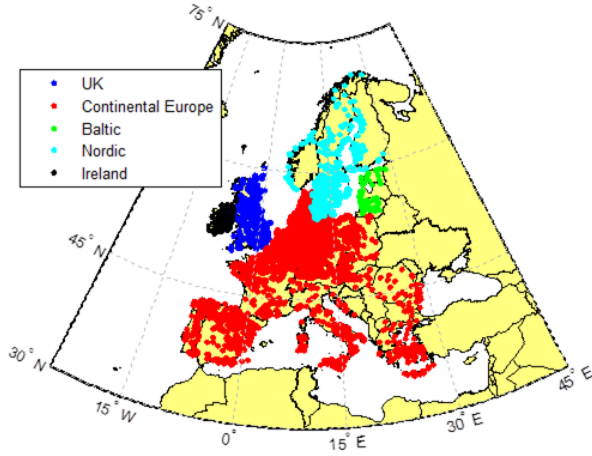 75° N
UK
Continental Europe
Baltic
Nordic
Ireland
45° N
30° N
15° W
0°
15° E
30° E
45° E